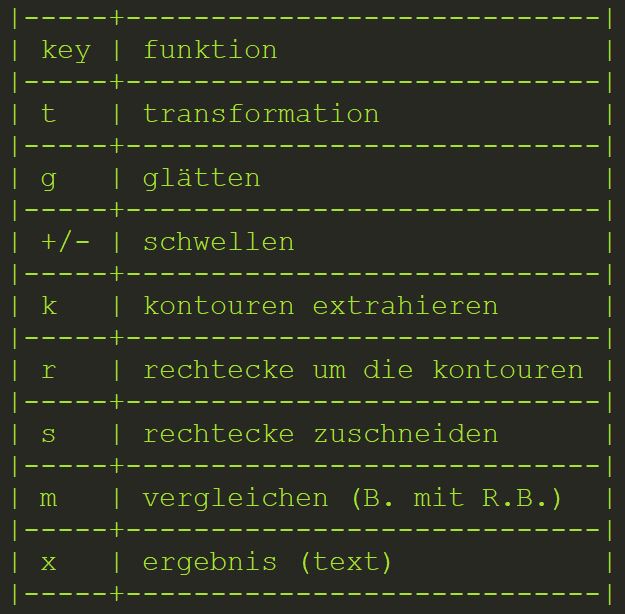 |-----+----------------------------|
| key | funktion                   |
|-----+----------------------------|
| t   | transformation             |
|-----+----------------------------|
| g   | glätten                    |
|-----+----------------------------|
| +/- | schwellen                  |
|-----+----------------------------|
| k   | kontouren extrahieren      |
|-----+----------------------------|
| r   | rechtecke um die kontouren |
|-----+----------------------------|
| s   | rechtecke zuschneiden      |
|-----+----------------------------|
| m   | vergleichen (B. mit R.B.)  |
|-----+----------------------------|
| x   | ergebnis (text)            |
|-----+----------------------------|